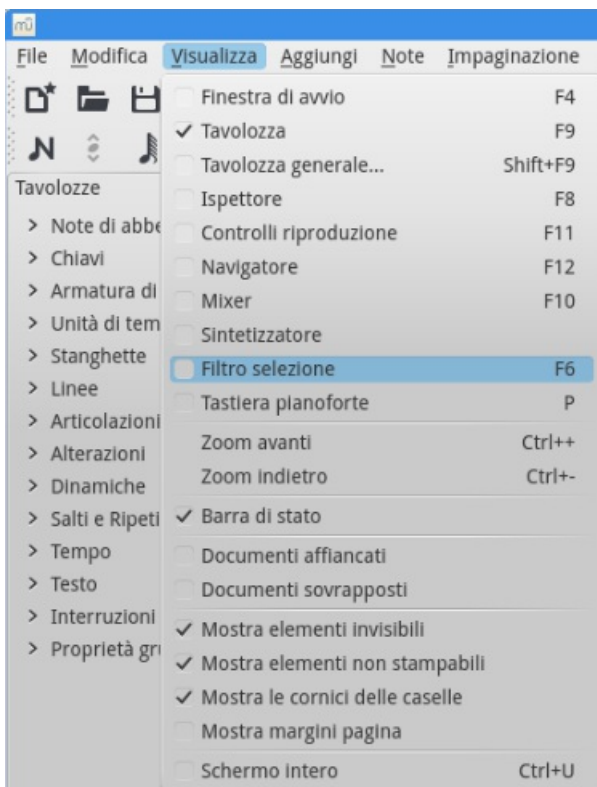 mū
File Modifica Visualizza Aggiungi Note Impaginazione
Finestra di avvio F4
Tavolozza F9
Tavolozza generale... Shift+F9
Ispettore F8
Controlli riproduzione F11
Navigatore F12
Mixer F10
Sintetizzatore
Filtro selezione F6
Tastiera pianoforte P
Zoom avanti Ctrl++
Zoom indietro Ctrl+-
Barra di stato
Documenti affiancati
Documenti sovrapposti
Mostra elementi invisibili
Mostra elementi non stampabili
Mostra le cornici delle caselle
Mostra margini pagina
Schermo intero Ctrl+U
N
Tavolozze
Note di abbe
Chiavi
Armatura di
Unità di tem
Stanghette
Linee
Articolazioni
Alterazioni
Dinamiche
Salti e Ripeti
Tempo
Testo
Interruzioni
Proprietà gru